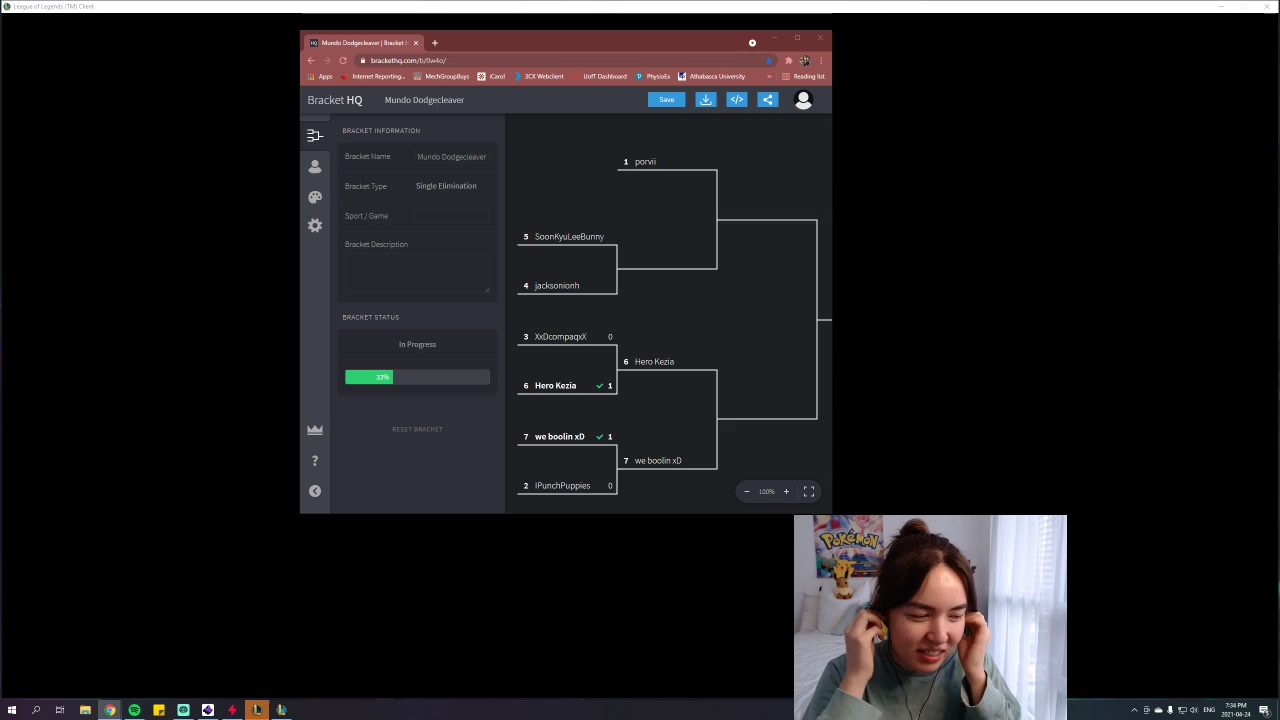 League of Legends (TM) Client
Mundo Dodgecleaver | Bracket H
brackethq.com/b/0w4o/
Apps
Internet Reporting...
MechGroupBuys
iCarol
3CX Webclient
UofT Dashboard
PhysioEx
Athabasca University
»
Reading list
Bracket HQ
Mundo Dodgecleaver
Save
BRACKET INFORMATION
Bracket Name
Mundo Dodgecleaver
Bracket Type
Single Elimination
Sport / Game
Bracket Description
BRACKET STATUS
In Progress
33%
RESET BRACKET
1 porvii
5 SoonKyuLeeBunny
4 jacksonionh
3 XxDcompaqxX 0
6 Hero Kezia
6 Hero Kezia 1
7 we boolin xD 1
7 we boolin xD
2 IPunchPuppies 0
− 100% +
POKÉMON
ENG
7:34 PM
2021-04-24